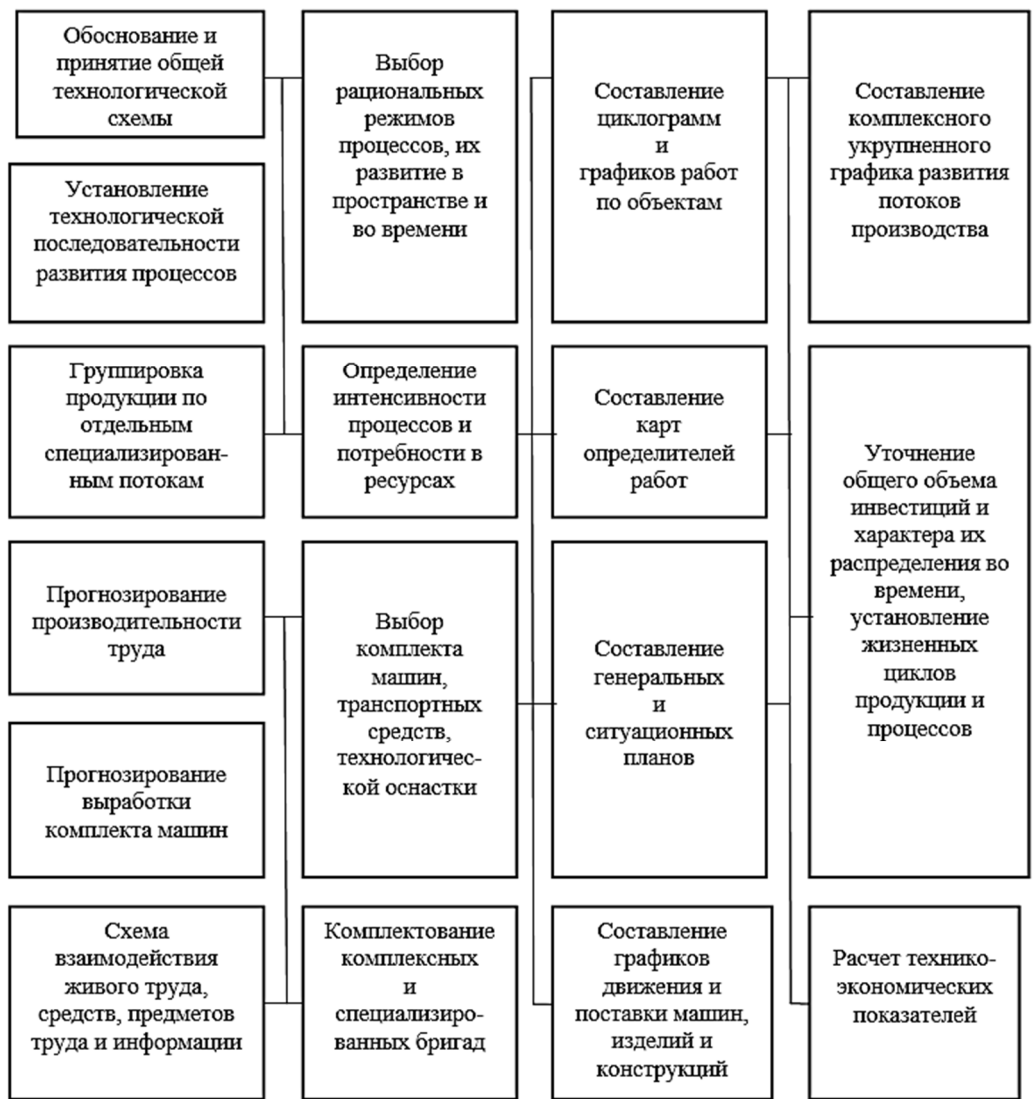 Обоснование и
принятие общей
технологической
схемы
Установление
технологической
последовательности
развития процессов
Группировка
продукции по
отдельным
специализирован-
ным потокам
Прогнозирование
производительности
труда
Прогнозирование
выработки
комплекта машин
Схема
взаимодействия
живого труда,
средств, предметов
труда и информации
Выбор
рациональных
режимов
процессов, их
развитие в
пространстве и
во времени
Определение
интенсивности
процессов и
потребности в
ресурсах
Выбор
комплекта
машин,
транспортных
средств,
технологичес-
кой оснастки
Комплектование
комплексных
и
специализиро-
ванных бригад
Составление
циклограмм
и
графиков работ
по объектам
Составление
карт
определителей
работ
Составление
генеральных
и
ситуационных
планов
Составление
графиков
движения и
поставки машин,
изделий и
конструкций
Составление
комплексного
укрупненного
графика развития
потоков
производства
Уточнение
общего объема
инвестиций и
характера их
распределения во
времени,
установление
жизненных
циклов
продукции и
процессов
Расчет технико-
экономических
показателей